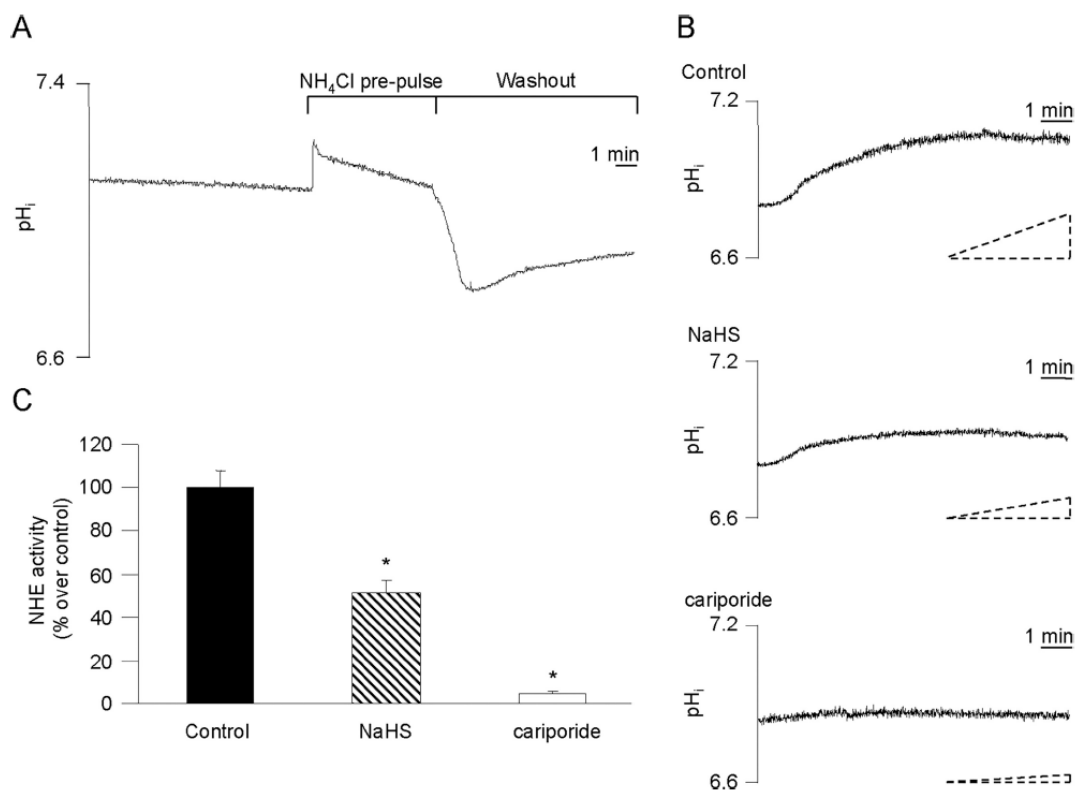 A
7.4
NH₄Cl pre-pulse
Washout
1 min
pHᵢ
6.6
B
Control
7.2
1 min
pHᵢ
6.6
NaHS
7.2
1 min
pHᵢ
6.6
cariporide
7.2
1 min
pHᵢ
6.6
C
NHE activity
(% over control)
120
100
80
60
40
20
0
*
*
Control
NaHS
cariporide